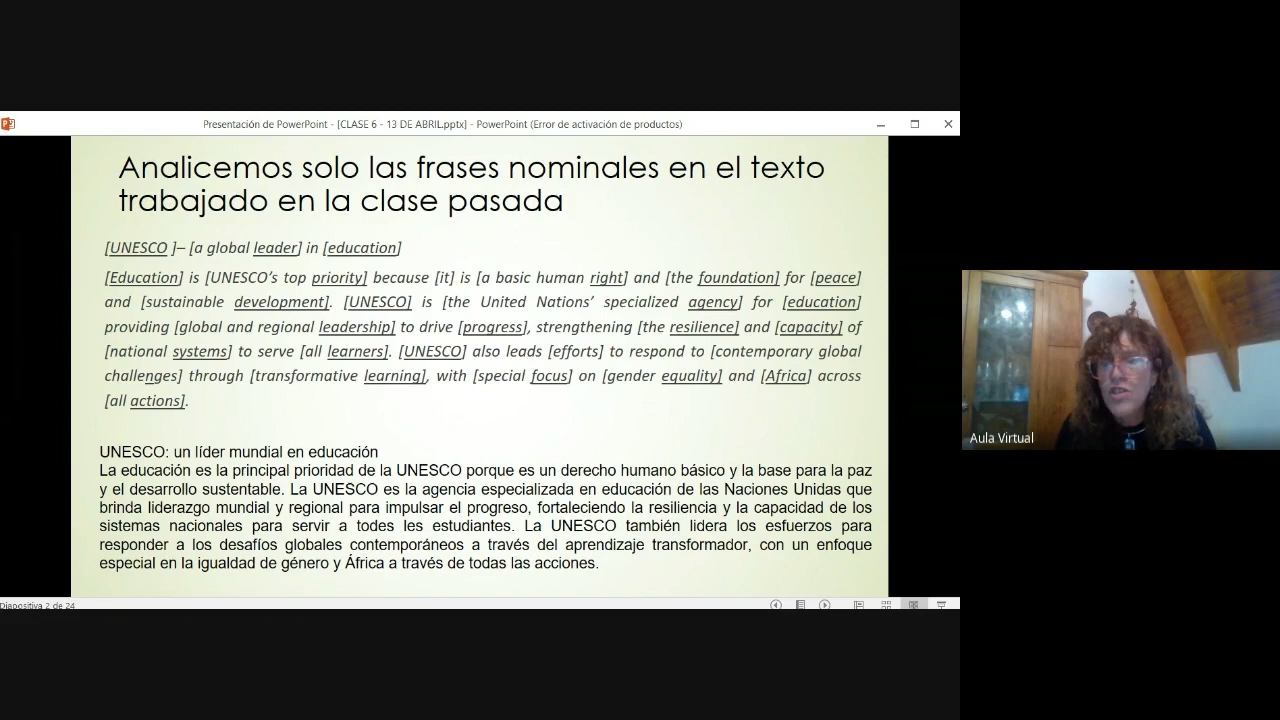 Presentación de PowerPoint - [CLASE 6 - 13 DE ABRIL.pptx] - PowerPoint (Error de activación de productos)
Analicemos solo las frases nominales en el texto
trabajado en la clase pasada
[UNESCO ]– [a global leader] in [education]
[Education] is [UNESCO’s top priority] because [it] is [a basic human right] and [the foundation] for [peace]
and [sustainable development]. [UNESCO] is [the United Nations’ specialized agency] for [education]
providing [global and regional leadership] to drive [progress], strengthening [the resilience] and [capacity] of
[national systems] to serve [all learners]. [UNESCO] also leads [efforts] to respond to [contemporary global
challenges] through [transformative learning], with [special focus] on [gender equality] and [Africa] across
[all actions].
UNESCO: un líder mundial en educación
La educación es la principal prioridad de la UNESCO porque es un derecho humano básico y la base para la paz
y el desarrollo sustentable. La UNESCO es la agencia especializada en educación de las Naciones Unidas que
brinda liderazgo mundial y regional para impulsar el progreso, fortaleciendo la resiliencia y la capacidad de los
sistemas nacionales para servir a todes les estudiantes. La UNESCO también lidera los esfuerzos para
responder a los desafíos globales contemporáneos a través del aprendizaje transformador, con un enfoque
especial en la igualdad de género y África a través de todas las acciones.
Aula Virtual
Diapositiva 2 de 24